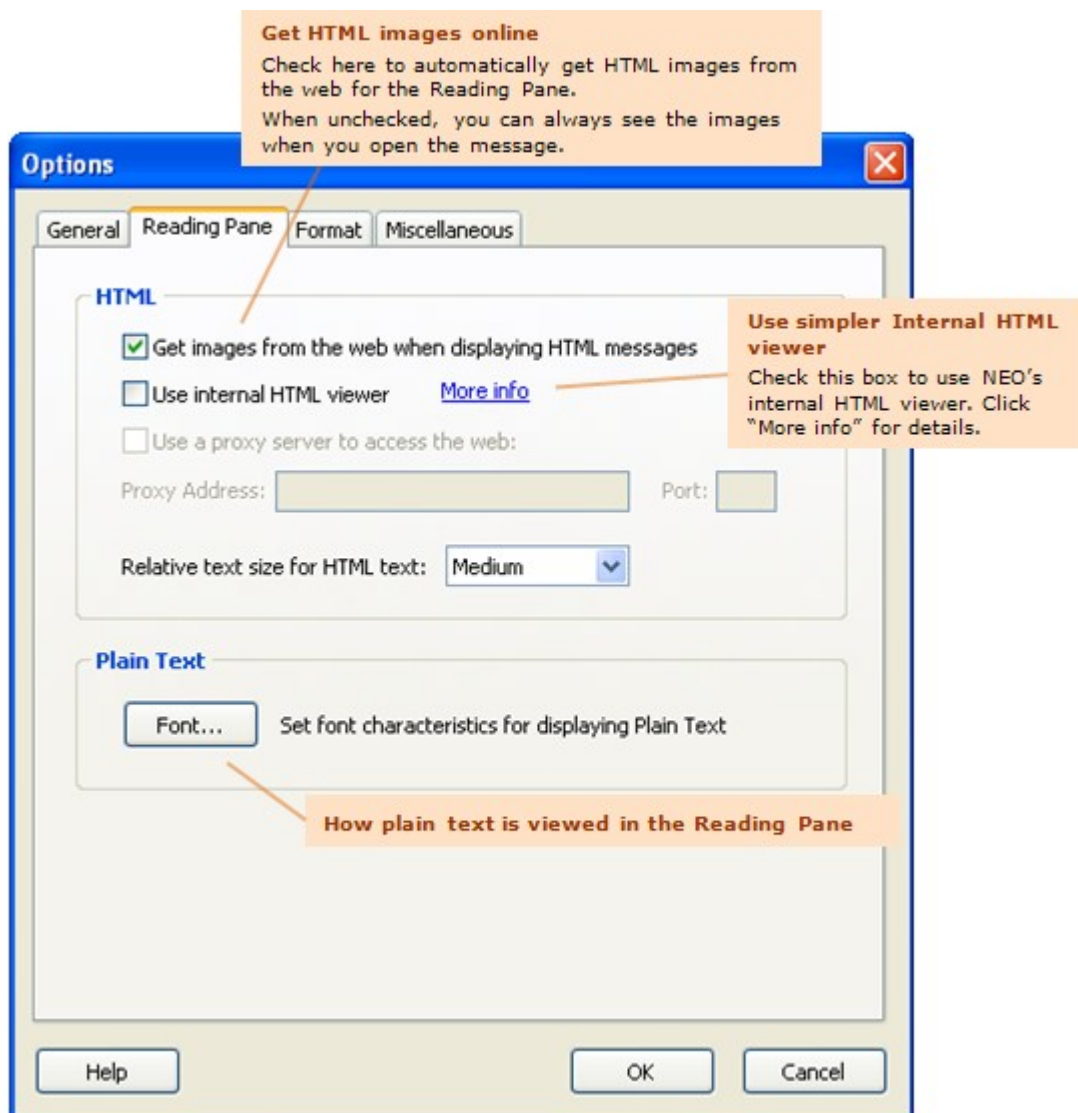 Get HTML images online
Check here to automatically get HTML images from
the web for the Reading Pane.
When unchecked, you can always see the images
when you open the message.
Options
General Reading Pane Format Miscellaneous
HTML
Get images from the web when displaying HTML messages
Use internal HTML viewer More info
Use simpler Internal HTML
viewer
Check this box to use NEO’s
internal HTML viewer. Click
“More info” for details.
Use a proxy server to access the web:
Proxy Address: Port:
Relative text size for HTML text: Medium
Plain Text
Font... Set font characteristics for displaying Plain Text
How plain text is viewed in the Reading Pane
Help OK Cancel